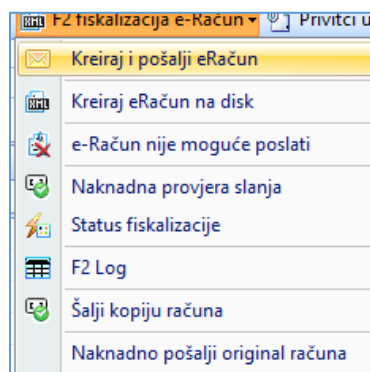 F2 fiskalizacija e-Račun Privitci u
Kreiraj i pošalji eRačun
Kreiraj eRačun na disk
e-Račun nije moguće poslati
Naknadna provjera slanja
Status fiskalizacije
F2 Log
Šalji kopiju računa
Naknadno pošalji original računa